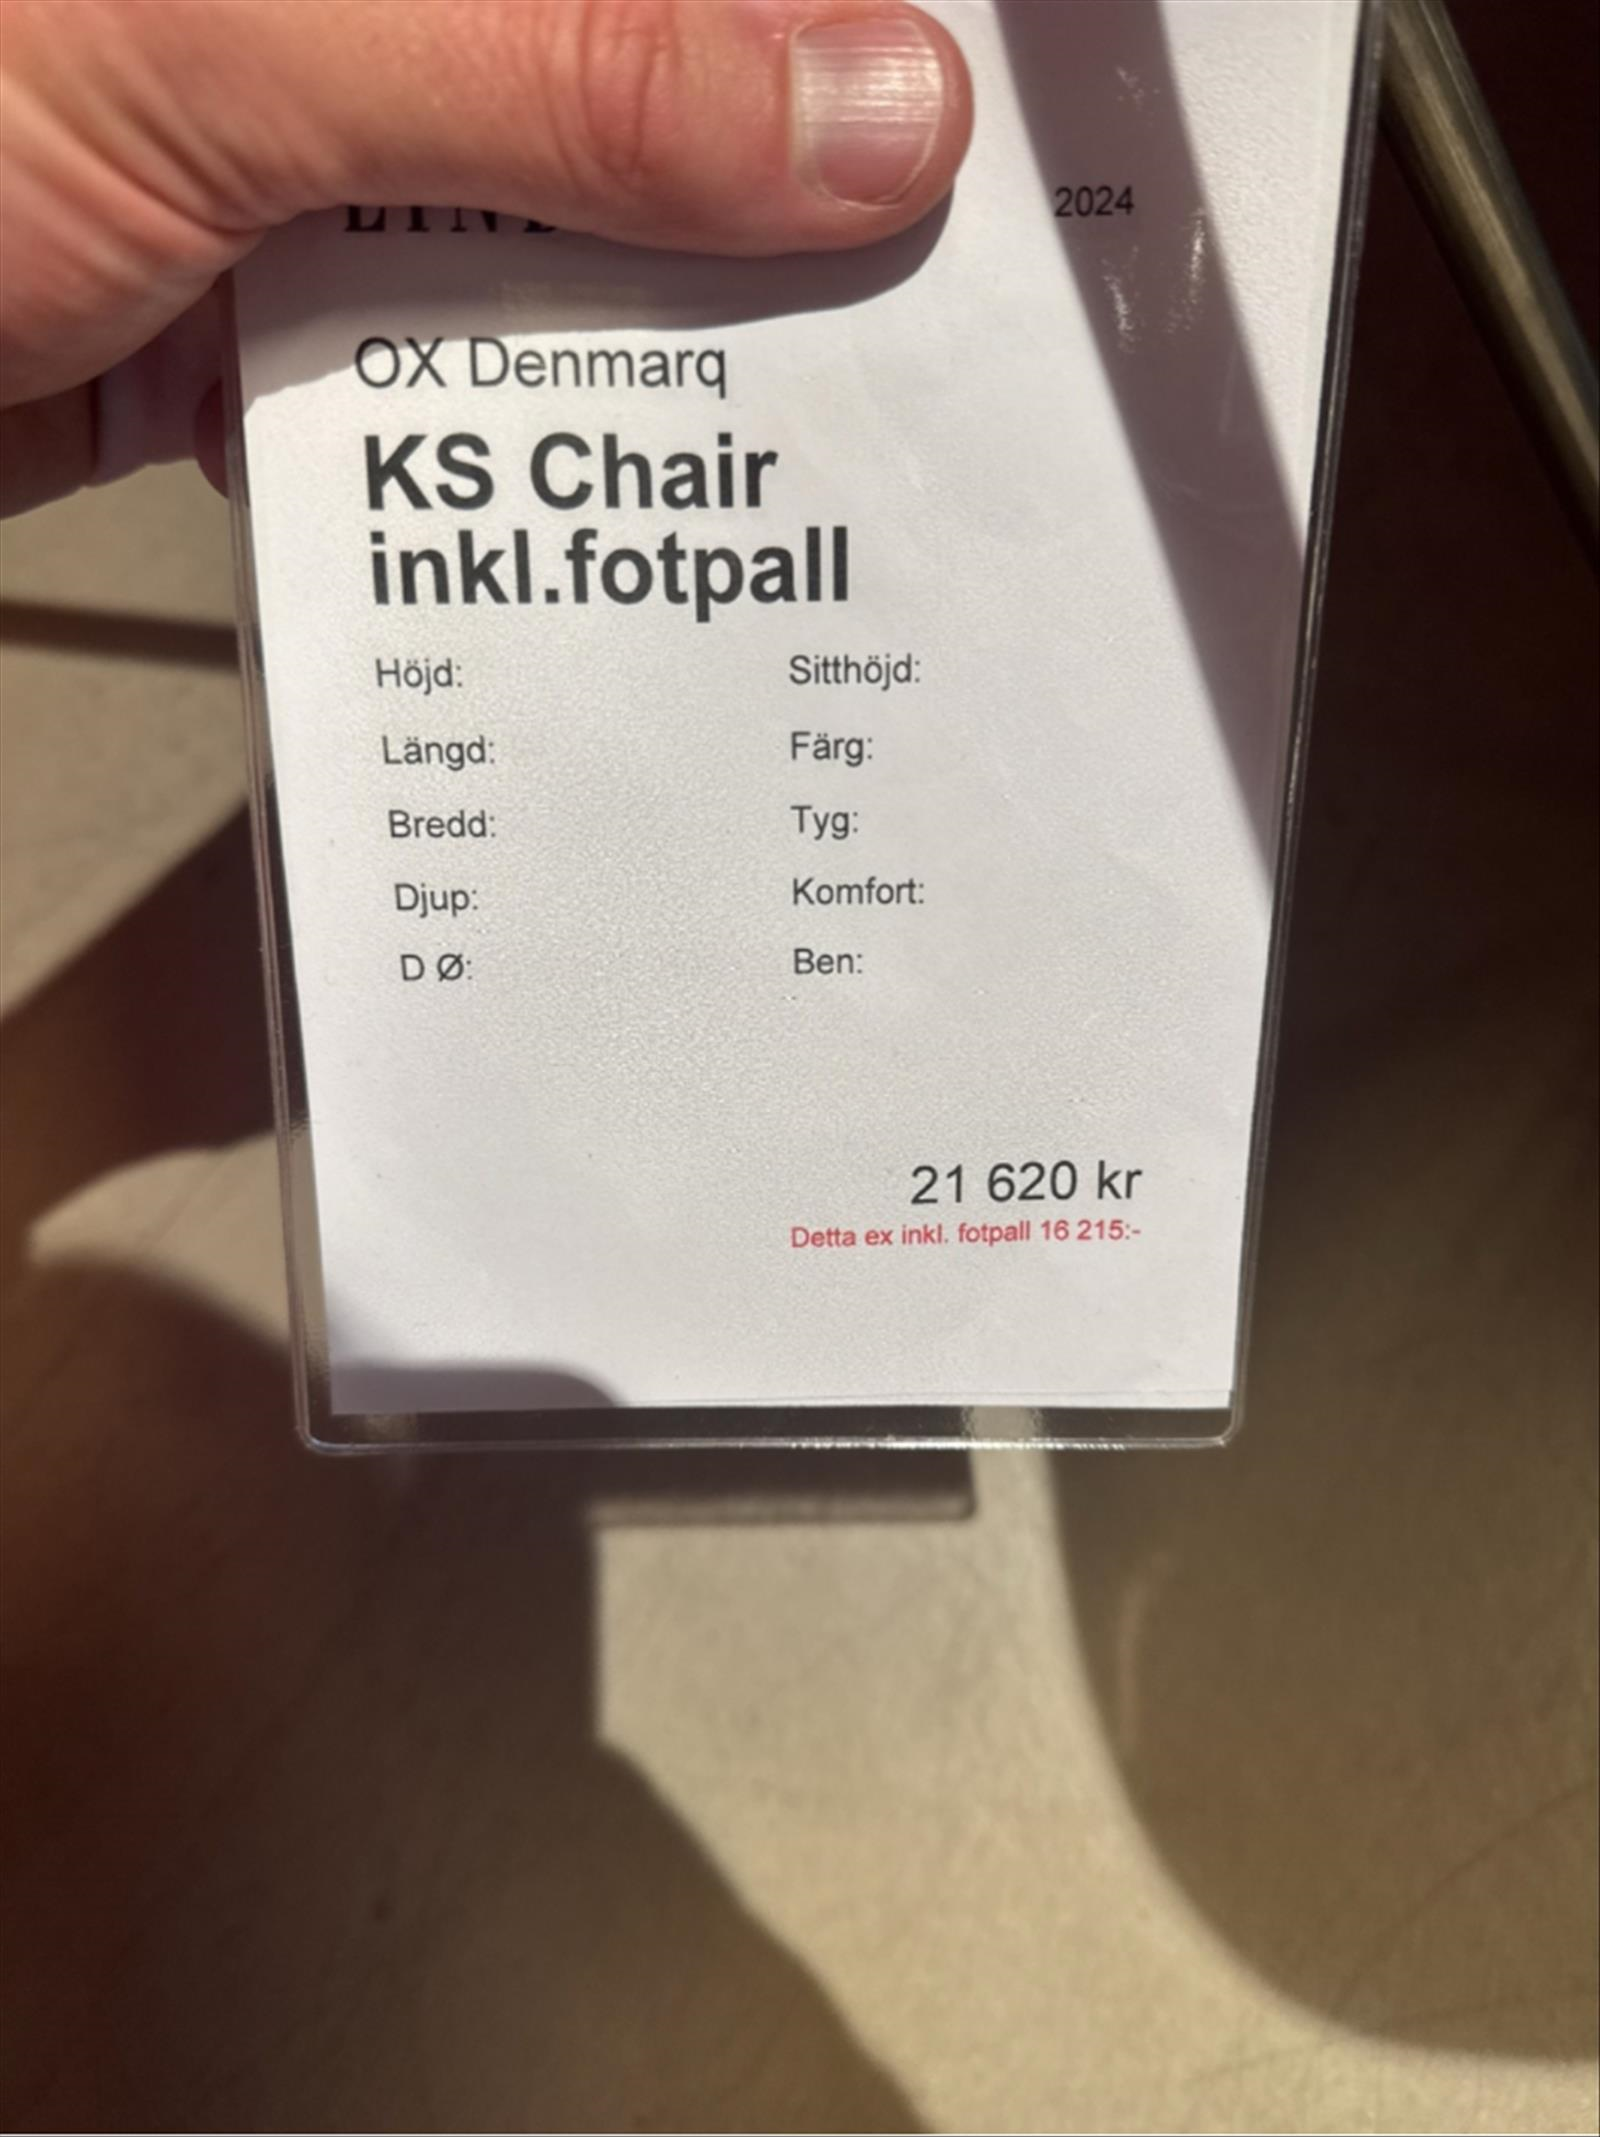 2024
OX Denmarq
KS Chair
inkl.fotpall
Höjd: Sitthöjd:
Längd: Färg:
Bredd: Tyg:
Djup: Komfort:
D Ø: Ben:
21 620 kr
Detta ex inkl. fotpall 16 215:-